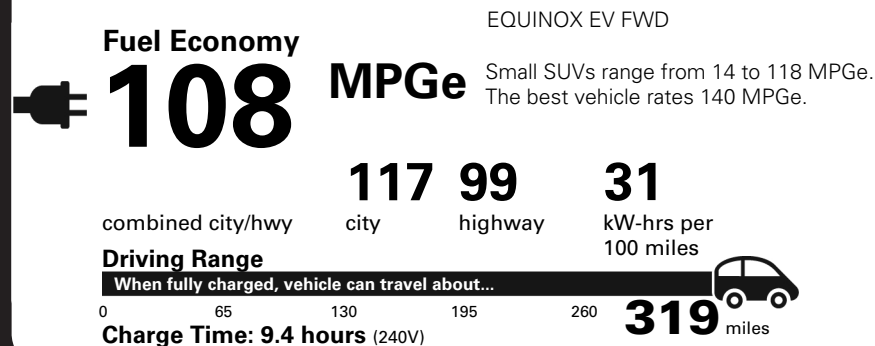 EQUINOX EV FWD
Fuel Economy
108 MPGe
Small SUVs range from 14 to 118 MPGe.
The best vehicle rates 140 MPGe.
117 99 31
combined city/hwy city highway kW-hrs per
100 miles
Driving Range
When fully charged, vehicle can travel about...
0 65 130 195 260 319 miles
Charge Time: 9.4 hours (240V)